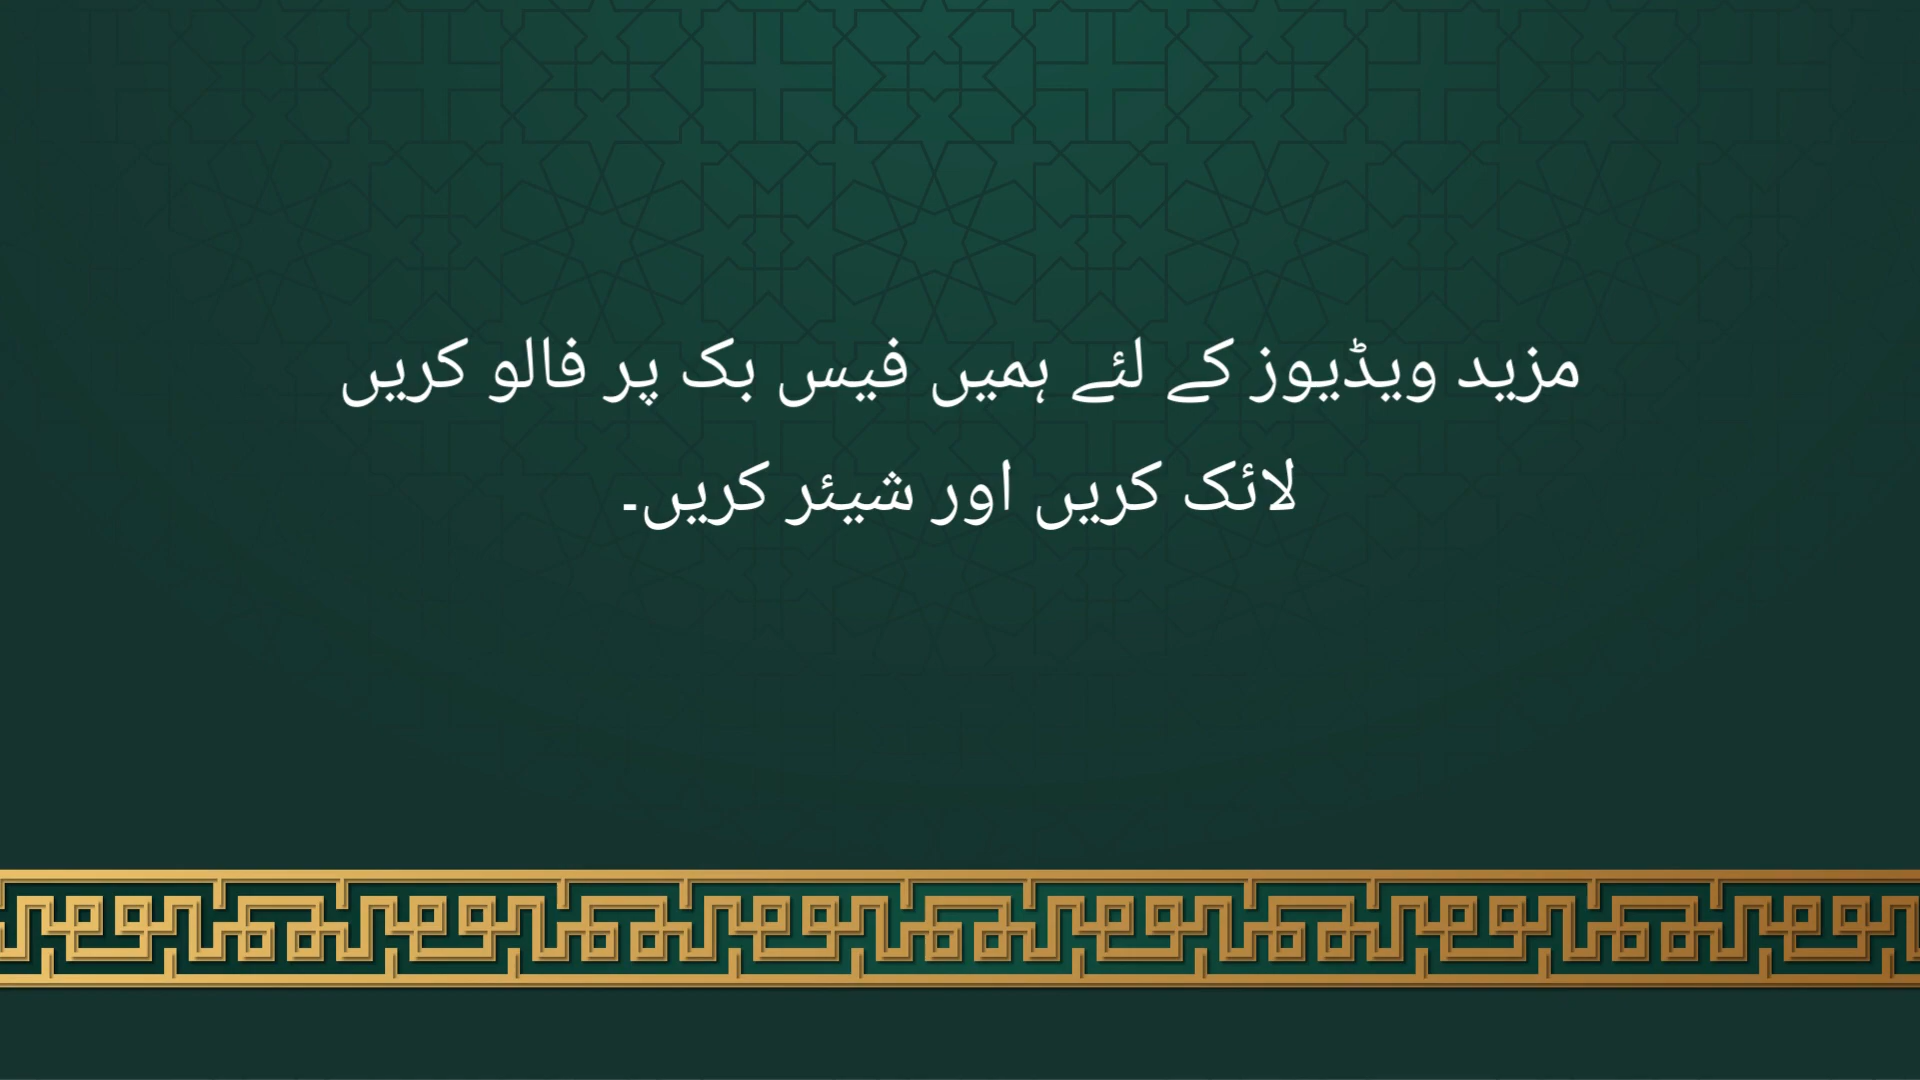 مزید ویڈیوز کے لئے ہمیں فیس بک پر فالو کریں
لائک کریں اور شیئر کریں۔